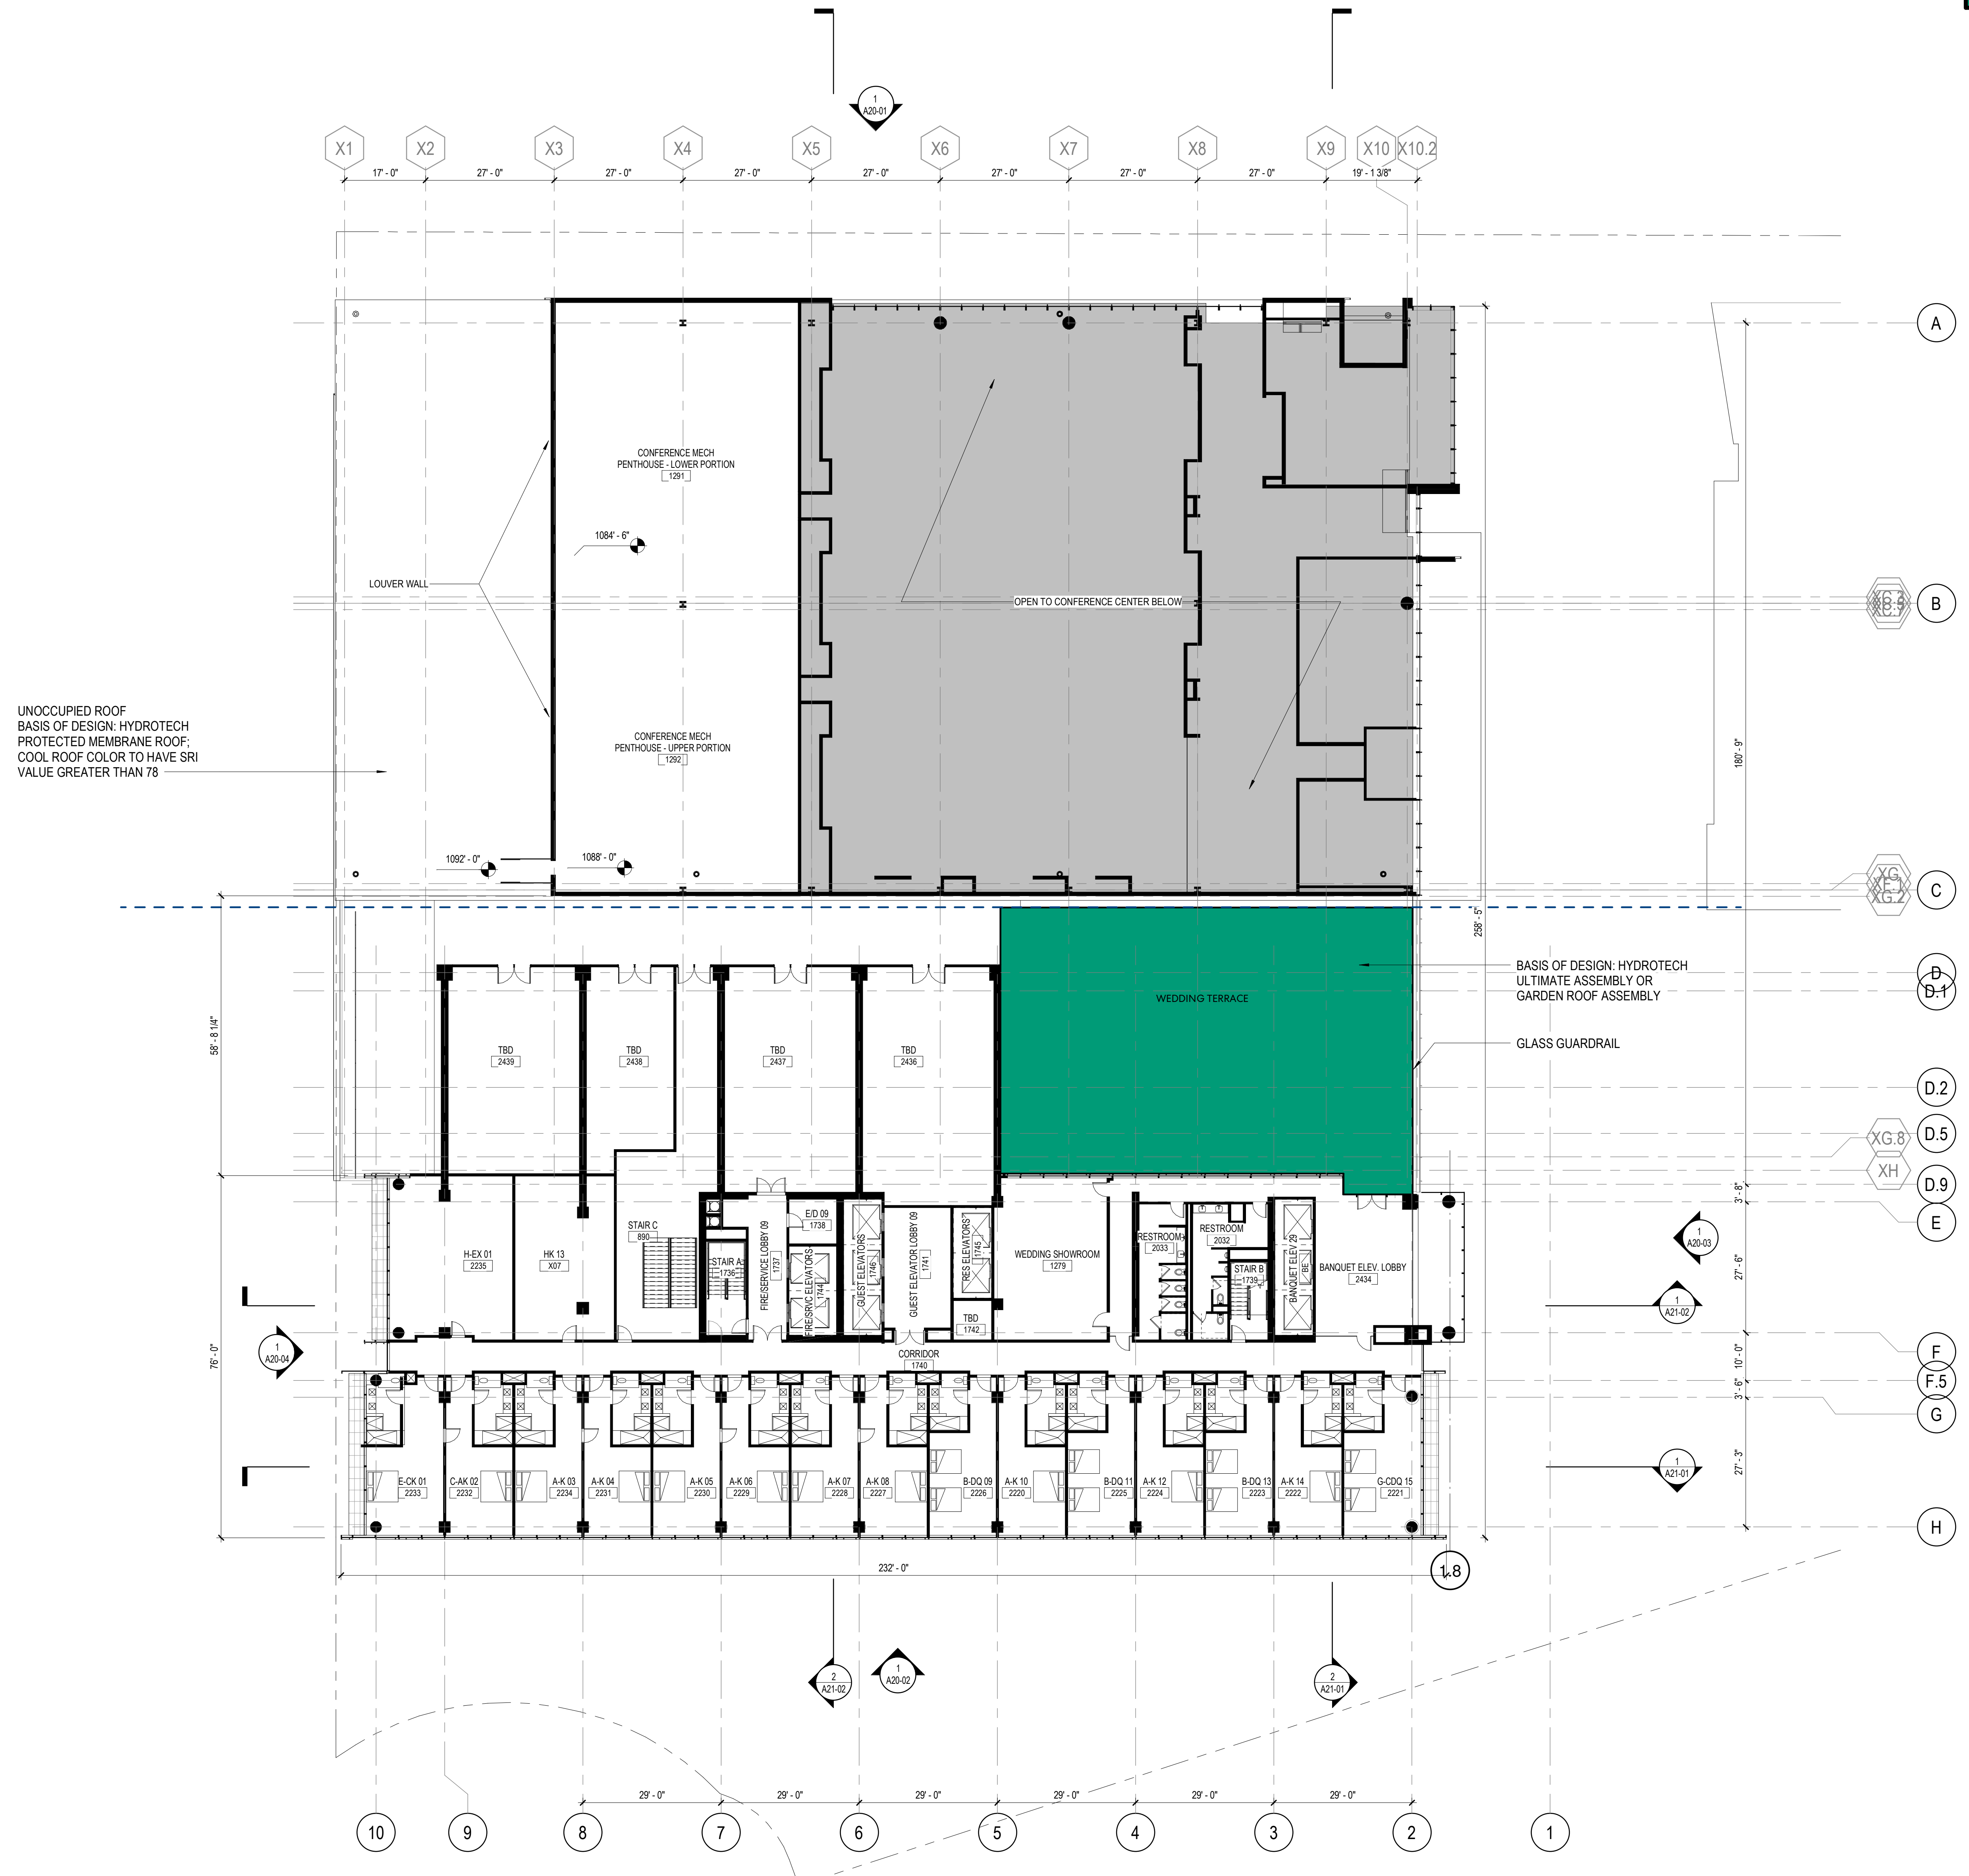 1
A20-01
X1
X2
X3
X4
X5
X6
X7
X8
X9
X10
X10.2
17' - 0"
27' - 0"
27' - 0"
27' - 0"
27' - 0"
27' - 0"
27' - 0"
27' - 0"
19' - 1 3/8"
A
CONFERENCE MECH
PENTHOUSE - LOWER PORTION
1291
1084' - 6"
LOUVER WALL
OPEN TO CONFERENCE CENTER BELOW
B
UNOCCUPIED ROOF
BASIS OF DESIGN: HYDROTECH
PROTECTED MEMBRANE ROOF;
COOL ROOF COLOR TO HAVE SRI
VALUE GREATER THAN 78
CONFERENCE MECH
PENTHOUSE - UPPER PORTION
1292
180' - 9"
1092' - 0"
1088' - 0"
XG
XG.2
C
258' - 5"
BASIS OF DESIGN: HYDROTECH
ULTIMATE ASSEMBLY OR
GARDEN ROOF ASSEMBLY
D
D.1
WEDDING TERRACE
GLASS GUARDRAIL
58' - 8 1/4"
TBD
2439
TBD
2438
TBD
2437
TBD
2436
D.2
D.5
XG.8
XH
D.9
3' - 8"
E
STAIR C
890
H-EX 01
2235
HK 13
X07
STAIR A
1736
FIRE/SERVICE LOBBY 09
1737
E/D 09
1738
FIRE/SRVC ELEVATORS
1744
GUEST ELEVATORS
1746
GUEST ELEVATOR LOBBY 09
1741
RES ELEVATORS
1745
TBD
1742
WEDDING SHOWROOM
1279
RESTROOM
2033
RESTROOM
2032
STAIR B
1739
BANQUET ELEV 29
BE
BANQUET ELEV. LOBBY
2434
1
A20-03
27' - 6"
1
A21-02
1
A20-04
76' - 0"
CORRIDOR
1740
F
10' - 0"
F.5
3' - 6"
G
E-CK 01
2233
C-AK 02
2232
A-K 03
2234
A-K 04
2231
A-K 05
2230
A-K 06
2229
A-K 07
2228
A-K 08
2227
B-DQ 09
2226
A-K 10
2220
B-DQ 11
2225
A-K 12
2224
B-DQ 13
2223
A-K 14
2222
G-CDQ 15
2221
1
A21-01
27' - 3"
H
232' - 0"
1.8
2
A21-02
1
A20-02
2
A21-01
29' - 0"
29' - 0"
29' - 0"
29' - 0"
29' - 0"
29' - 0"
10
9
8
7
6
5
4
3
2
1